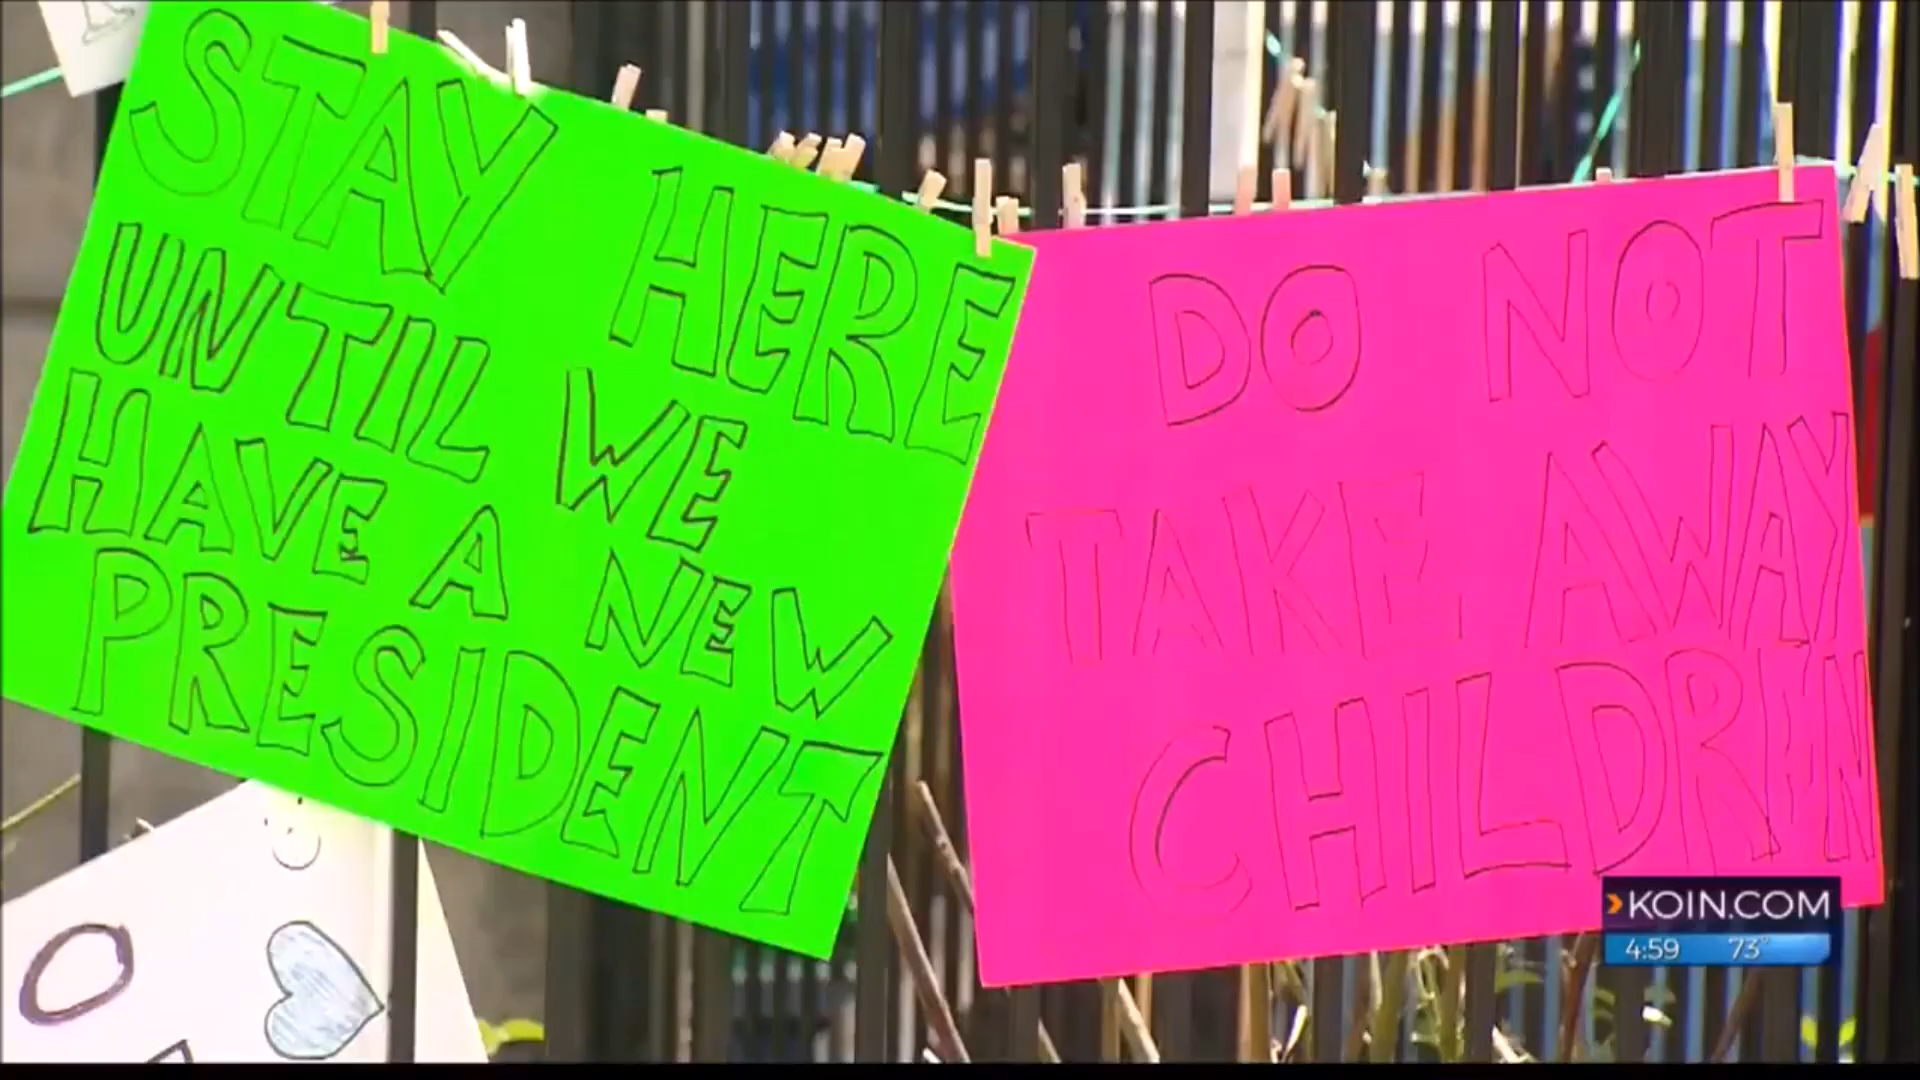 STAY HERE
UNTIL WE
HAVE A NEW
PRESIDENT
DO NOT
TAKE AWAY
CHILDREN
KOIN.COM
4:59 73°